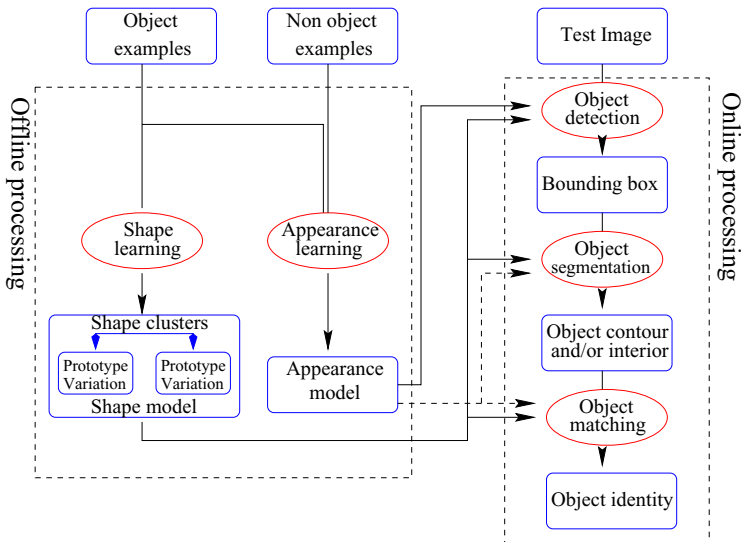 Object
examples
Non object
examples
Test Image
Offline processing
Online processing
Object
detection
Bounding box
Shape
learning
Appearance
learning
Object
segmentation
Shape clusters
Prototype
Variation
Prototype
Variation
Shape model
Appearance
model
Object contour
and/or interior
Object
matching
Object identity